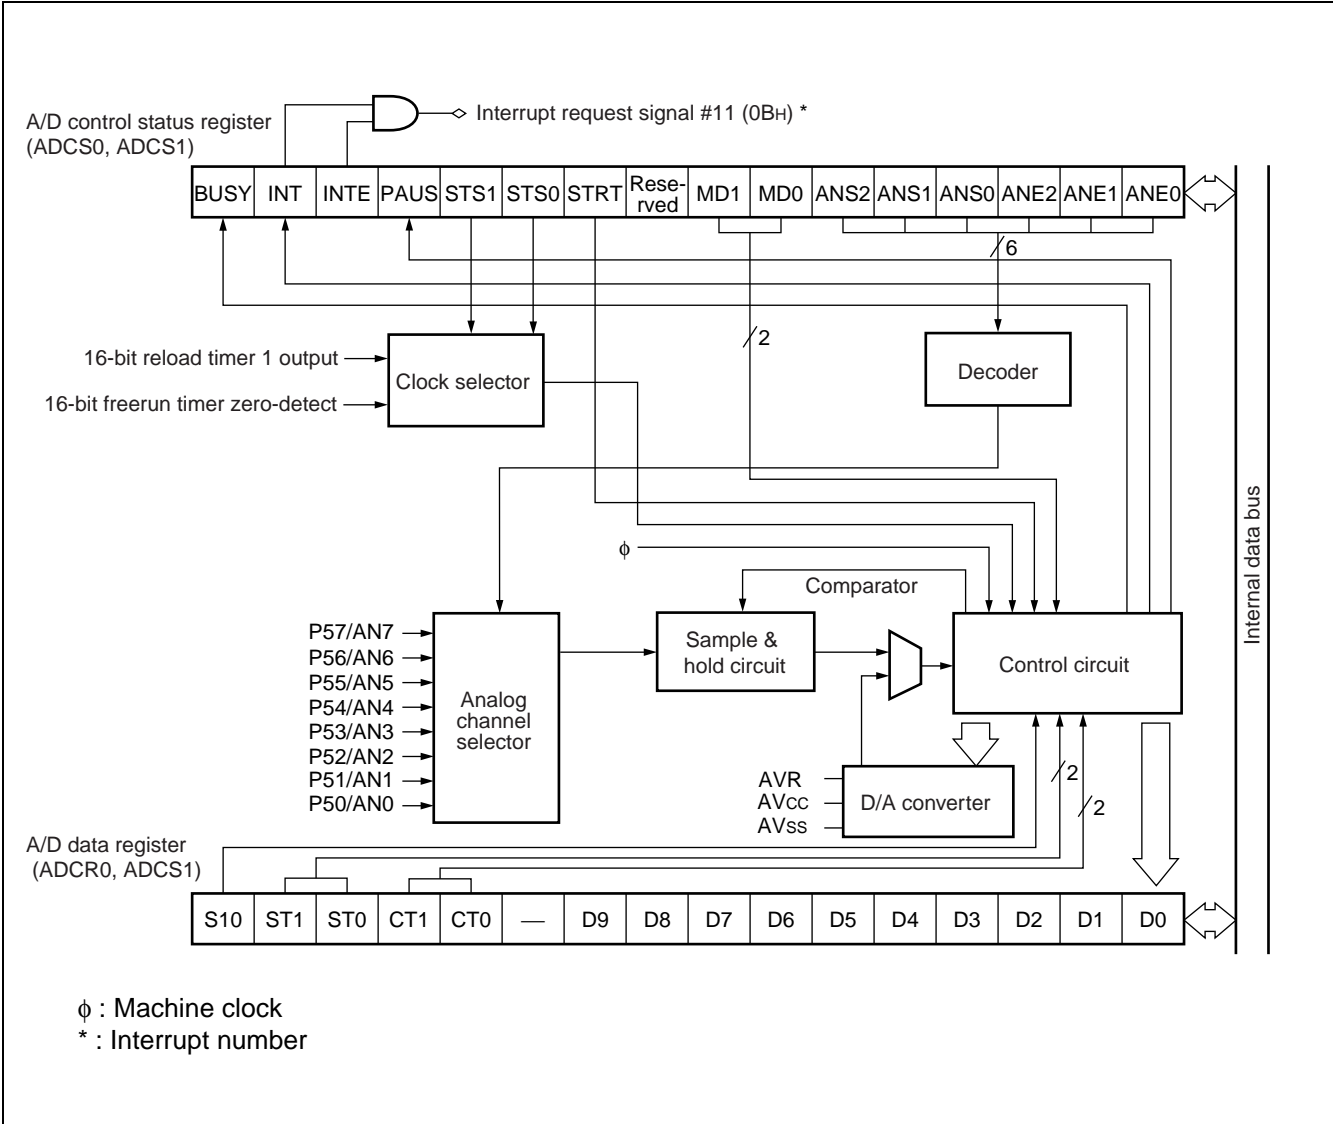 Interrupt request signal #11 (0BH) *
A/D control status register
(ADCS0, ADCS1)
BUSY INT INTE PAUS STS1 STS0 STRT Rese-
rved MD1 MD0 ANS2 ANS1 ANS0 ANE2 ANE1 ANE0
6
2
16-bit reload timer 1 output
Clock selector
16-bit freerun timer zero-detect
Decoder
Internal data bus
ϕ
Comparator
P57/AN7
P56/AN6
P55/AN5
P54/AN4
P53/AN3
P52/AN2
P51/AN1
P50/AN0
Analog
channel
selector
Sample &
hold circuit
Control circuit
AVR
AVCC
AVSS
D/A converter
2
2
A/D data register
(ADCR0, ADCS1)
S10 ST1 ST0 CT1 CT0 — D9 D8 D7 D6 D5 D4 D3 D2 D1 D0
ϕ : Machine clock
* : Interrupt number